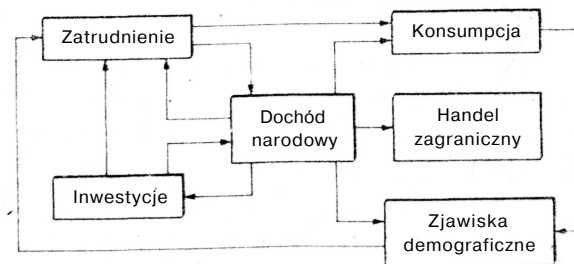 Zatrudnienie
Konsumpcja
Dochód
narodowy
Handel
zagraniczny
Inwestycje
Zjawiska
demograficzne